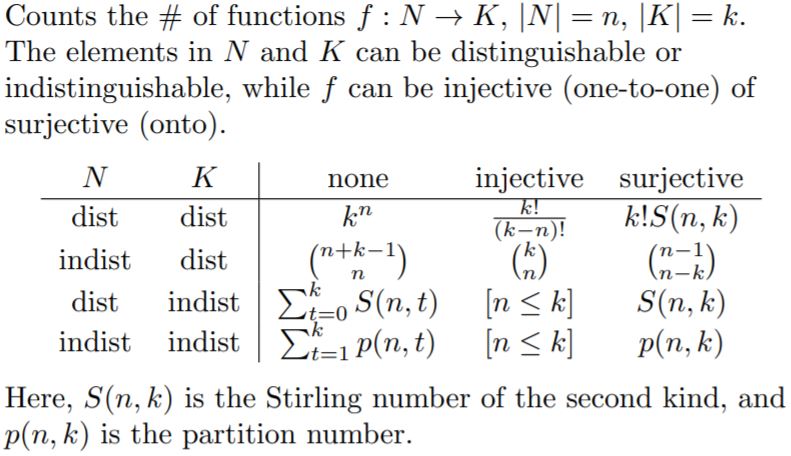 Counts the # of functions f : N → K, |N| = n, |K| = k.
The elements in N and K can be distinguishable or
indistinguishable, while f can be injective (one-to-one) of
surjective (onto).
N K none injective surjective
dist dist k^n \frac{k!}{(k−n)!} k!S(n, k)
indist dist \binom{n+k−1}{n} \binom{k}{n} \binom{n−1}{n−k}
dist indist \sum_{t=0}^{k} S(n, t) [n ≤ k] S(n, k)
indist indist \sum_{t=1}^{k} p(n, t) [n ≤ k] p(n, k)
Here, S(n, k) is the Stirling number of the second kind, and
p(n, k) is the partition number.